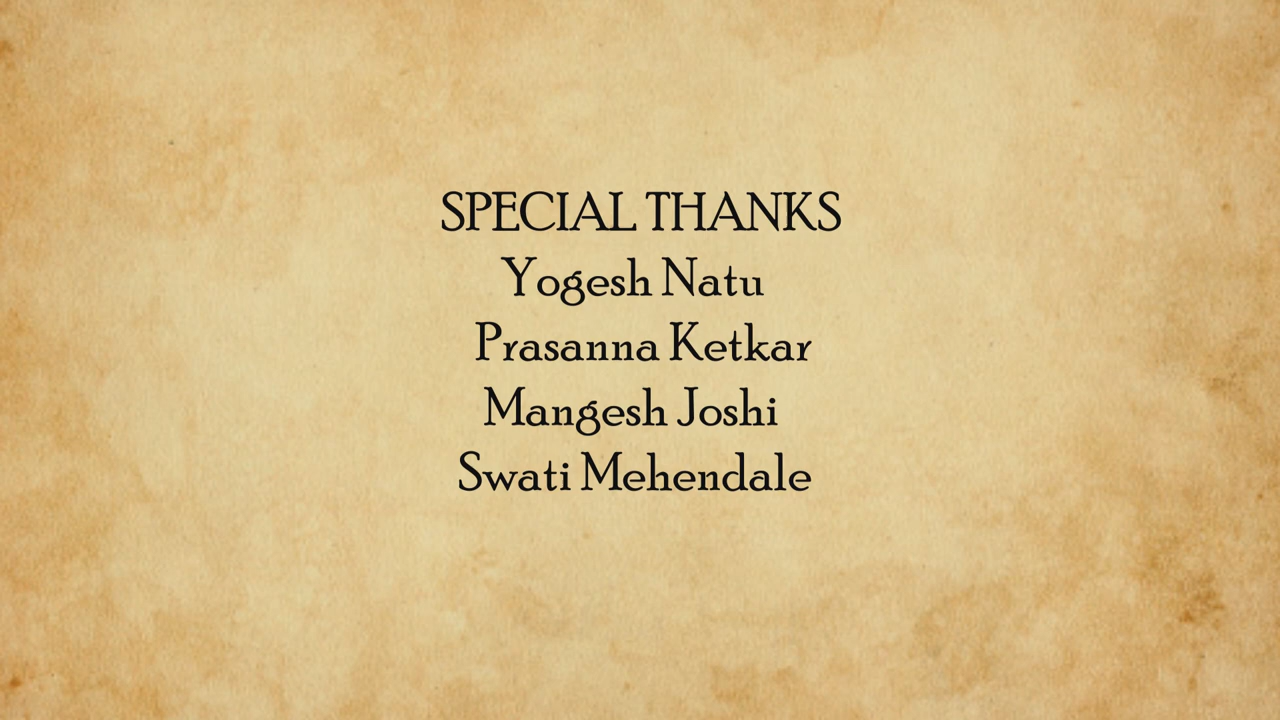 SPECIAL THANKS
Yogesh Natu
Prasanna Ketkar
Mangesh Joshi
Swati Mehendale